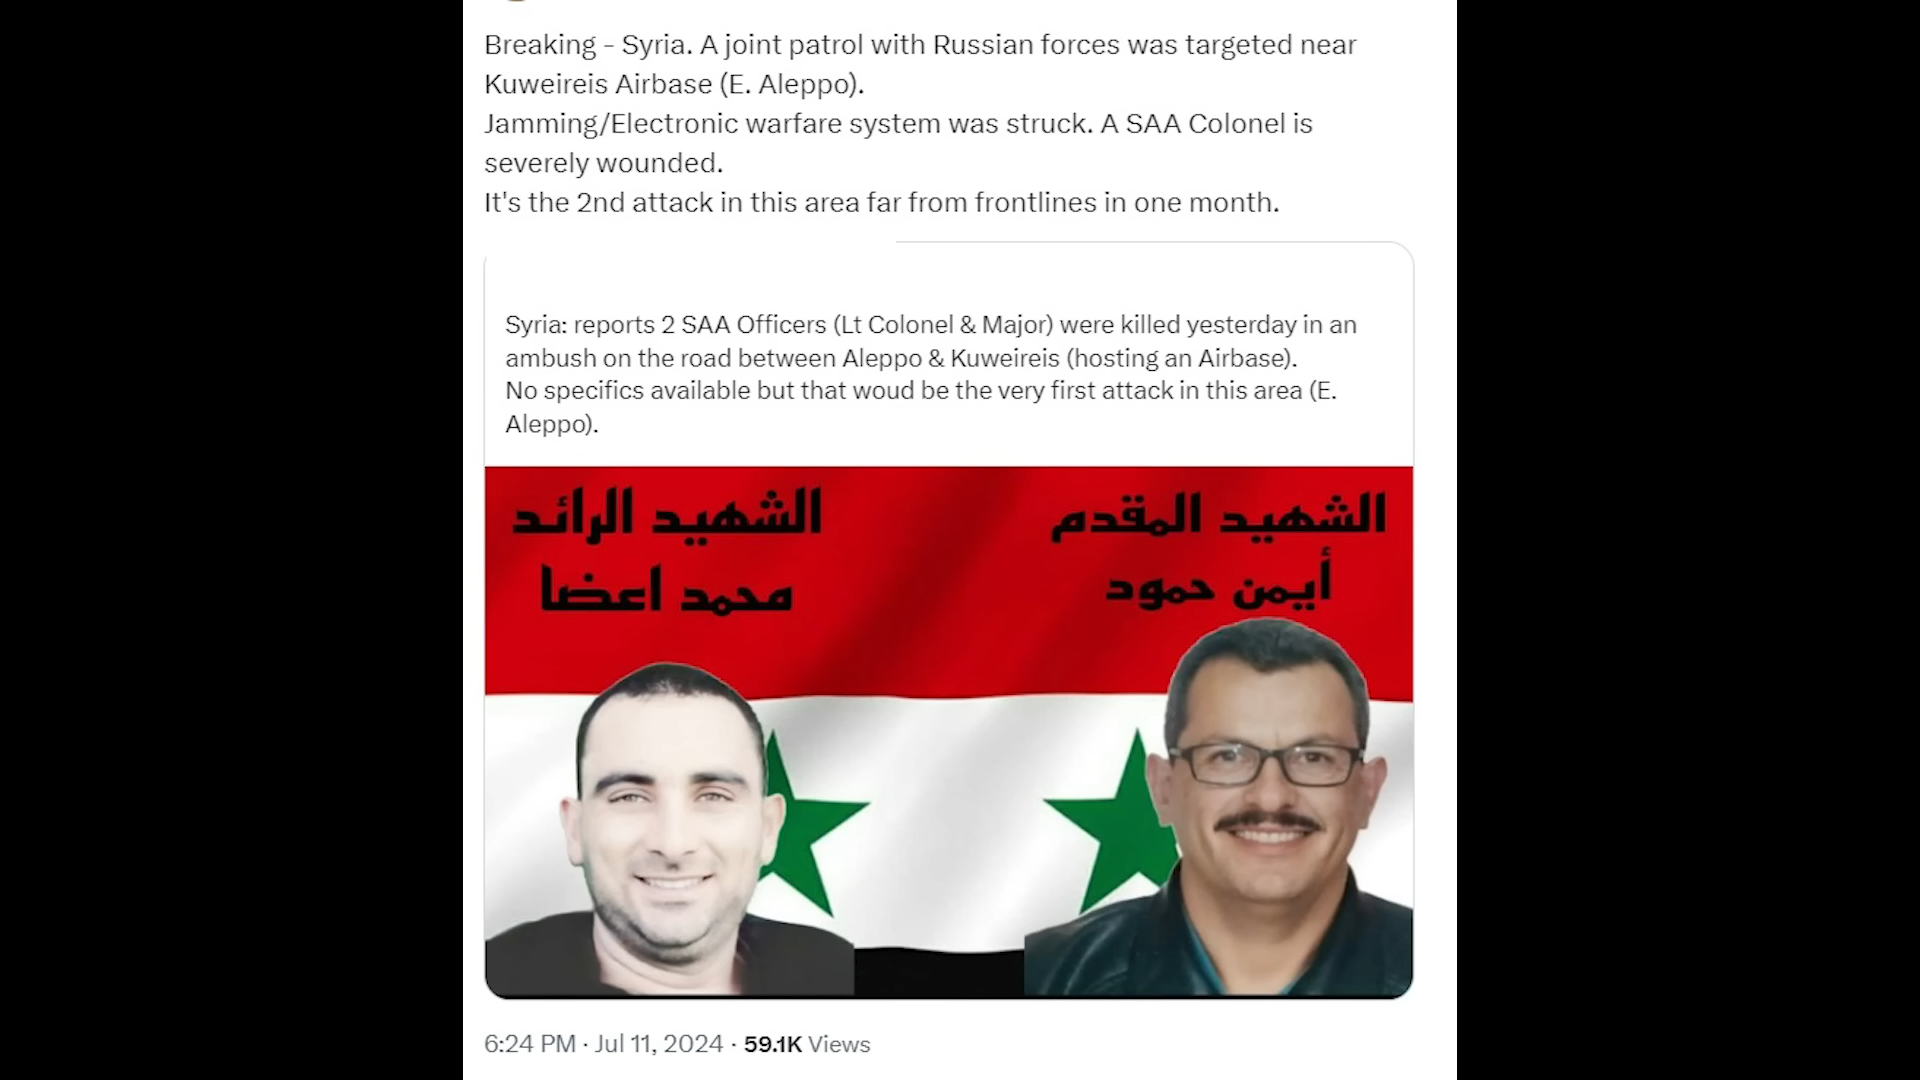 Breaking - Syria. A joint patrol with Russian forces was targeted near
Kuweireis Airbase (E. Aleppo).
Jamming/Electronic warfare system was struck. A SAA Colonel is
severely wounded.
It's the 2nd attack in this area far from frontlines in one month.
Syria: reports 2 SAA Officers (Lt Colonel & Major) were killed yesterday in an
ambush on the road between Aleppo & Kuweireis (hosting an Airbase).
No specifics available but that woud be the very first attack in this area (E.
Aleppo).
الشهيد المقدم
أيمن حمود
الشهيد الرائد
محمد اعضا
6:24 PM · Jul 11, 2024 · 59.1K Views